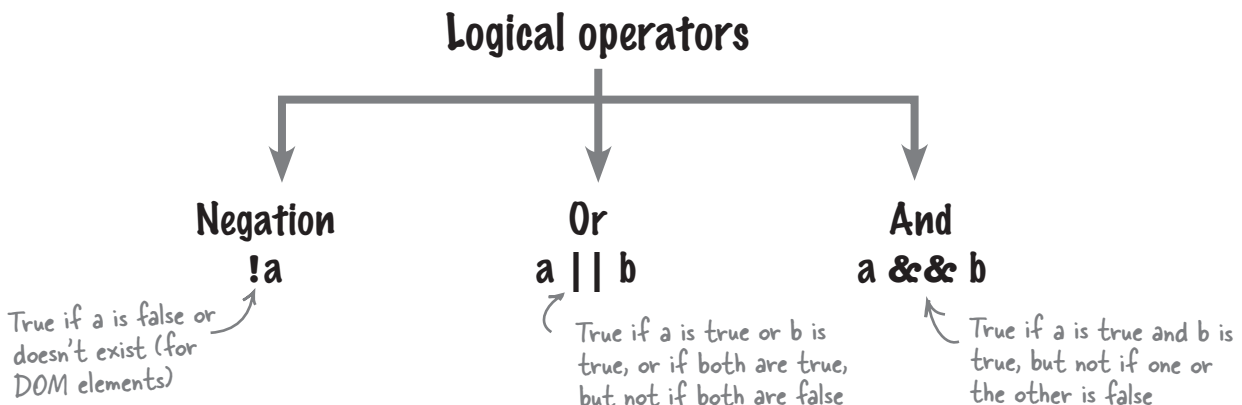 Logical operators
Negation
!a
Or
a || b
And
a && b
True if a is false or
doesn't exist (for
DOM elements)
True if a is true or b is
true, or if both are true,
but not if both are false
True if a is true and b is
true, but not if one or
the other is false